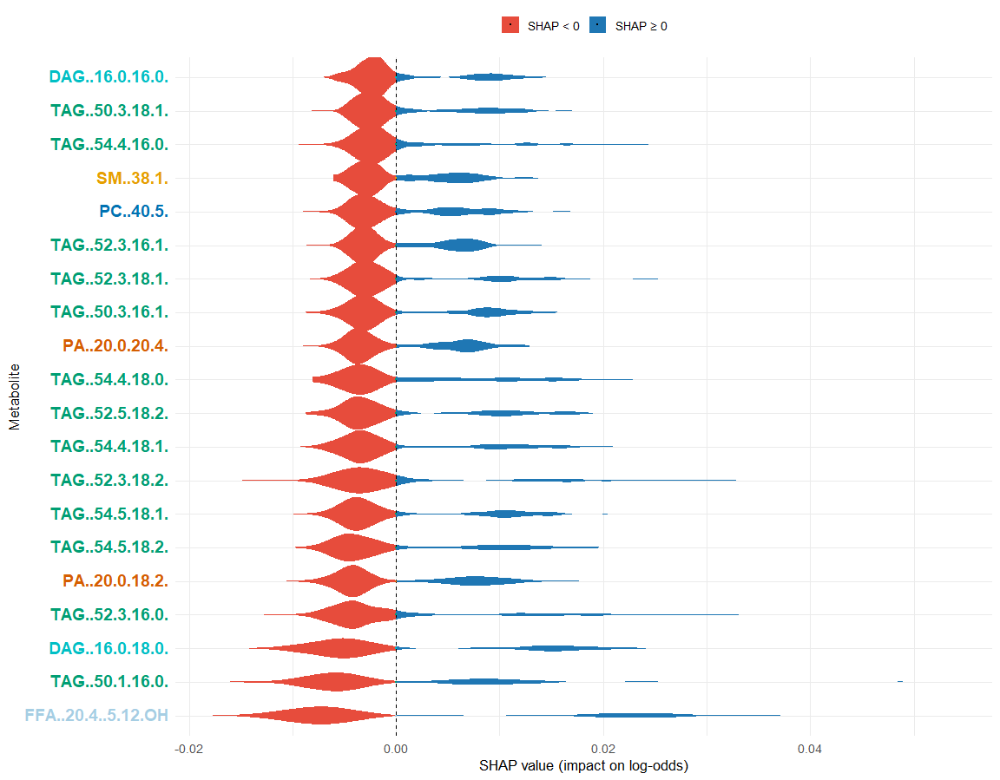 SHAP < 0 SHAP ≥ 0
DAG..16.0.16.0.
TAG..50.3.18.1.
TAG..54.4.16.0.
SM..38.1.
PC..40.5.
TAG..52.3.16.1.
TAG..52.3.18.1.
TAG..50.3.16.1.
PA..20.0.20.4.
TAG..54.4.18.0.
TAG..52.5.18.2.
TAG..54.4.18.1.
TAG..52.3.18.2.
TAG..54.5.18.1.
TAG..54.5.18.2.
PA..20.0.18.2.
TAG..52.3.16.0.
DAG..16.0.18.0.
TAG..50.1.16.0.
FFA..20.4..5.12.OH
Metabolite
-0.02 0.00 0.02 0.04
SHAP value (impact on log-odds)